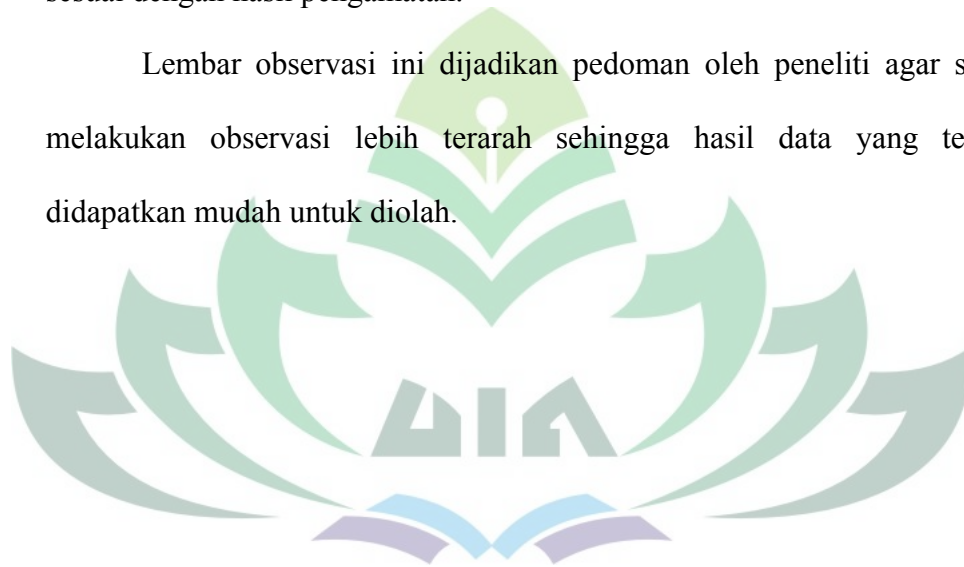 sesuai dengan hasil pengamatan.
Lembar observasi ini dijadikan pedoman oleh peneliti agar
melakukan observasi lebih terarah sehingga hasil data yang
didapatkan mudah untuk diolah.